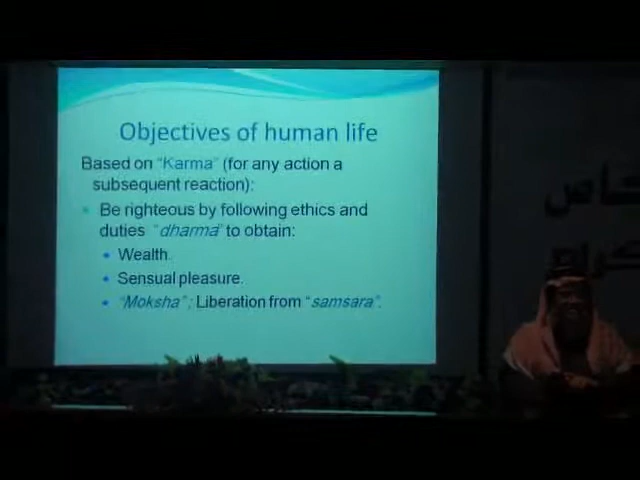 Objectives of human life
Based on "Karma" (for any action a
subsequent reaction):
Be righteous by following ethics and
duties "dharma" to obtain:
Wealth.
Sensual pleasure.
"Moksha"; Liberation from "samsara".